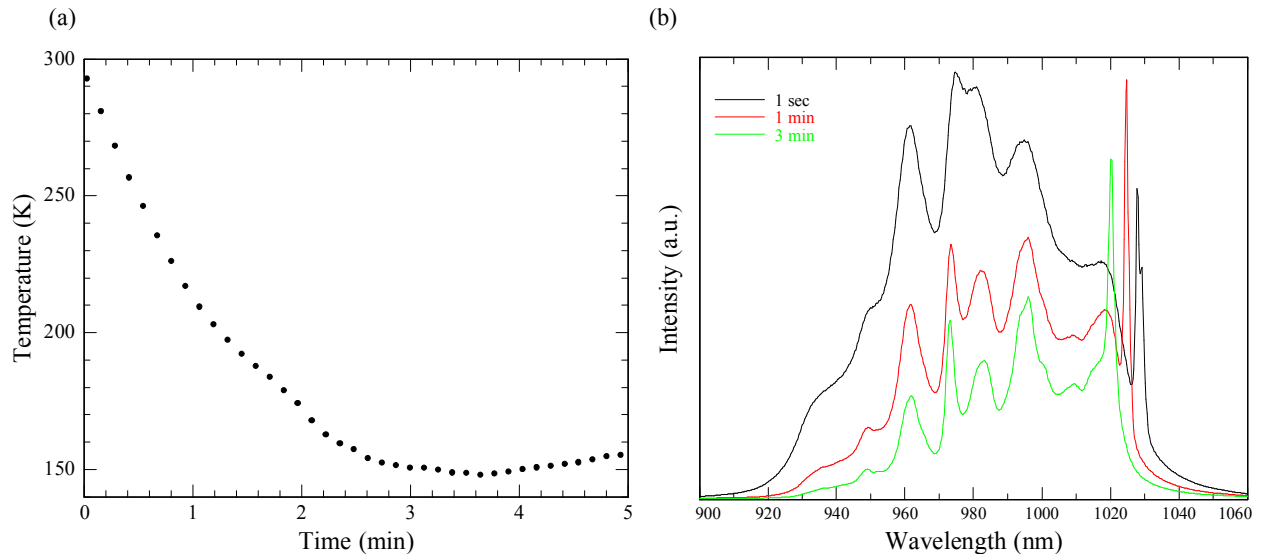 (a)
300
250
200
150
0 1 2 3 4 5
Temperature (K)
Time (min)
(b)
1 sec
1 min
3 min
Intensity (a.u.)
900 920 940 960 980 1000 1020 1040 1060
Wavelength (nm)